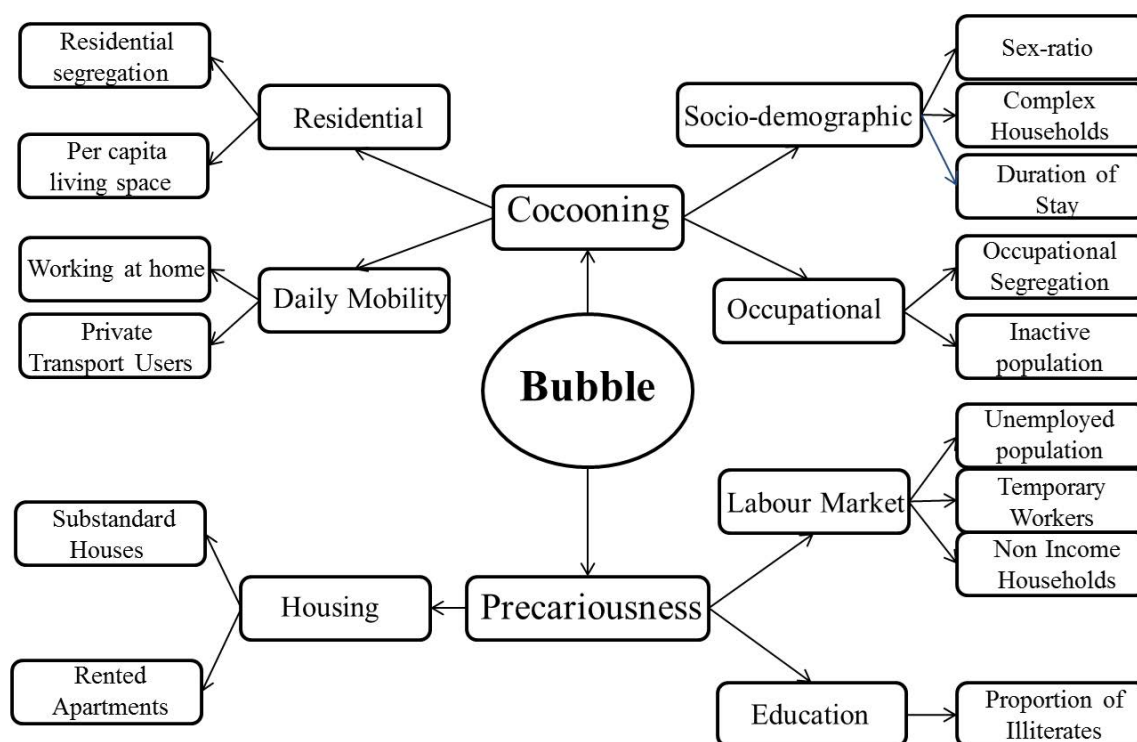 Residential
segregation
Per capita
living space
Residential
Working at home
Private
Transport Users
Daily Mobility
Cocooning
Socio-demographic
Sex-ratio
Complex
Households
Duration of
Stay
Occupational
Occupational
Segregation
Inactive
population
Bubble
Precariousness
Labour Market
Unemployed
population
Temporary
Workers
Non Income
Households
Housing
Substandard
Houses
Rented
Apartments
Education
Proportion of
Illiterates